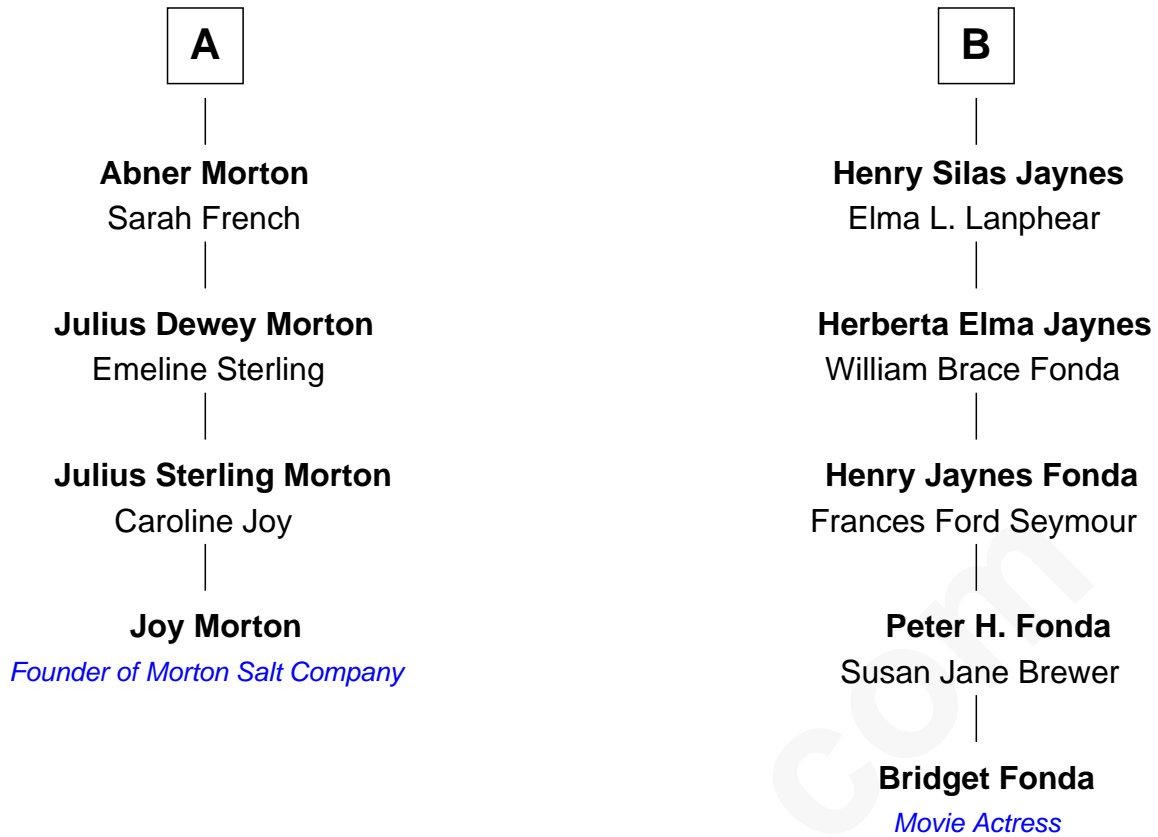 A
Abner Morton
Sarah French
Julius Dewey Morton
Emeline Sterling
Julius Sterling Morton
Caroline Joy
Joy Morton
Founder of Morton Salt Company
B
Henry Silas Jaynes
Elma L. Lanphear
Herberta Elma Jaynes
William Brace Fonda
Henry Jaynes Fonda
Frances Ford Seymour
Peter H. Fonda
Susan Jane Brewer
Bridget Fonda
Movie Actress
com